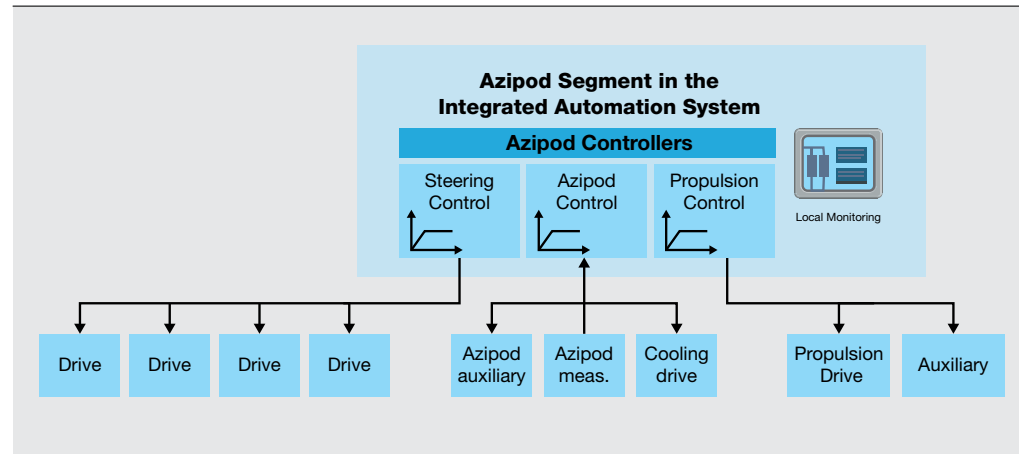 Azipod Segment in the
Integrated Automation System
Azipod Controllers
Steering
Control
Azipod
Control
Propulsion
Control
Local Monitoring
Drive
Drive
Drive
Drive
Azipod
auxiliary
Azipod
meas.
Cooling
drive
Propulsion
Drive
Auxiliary